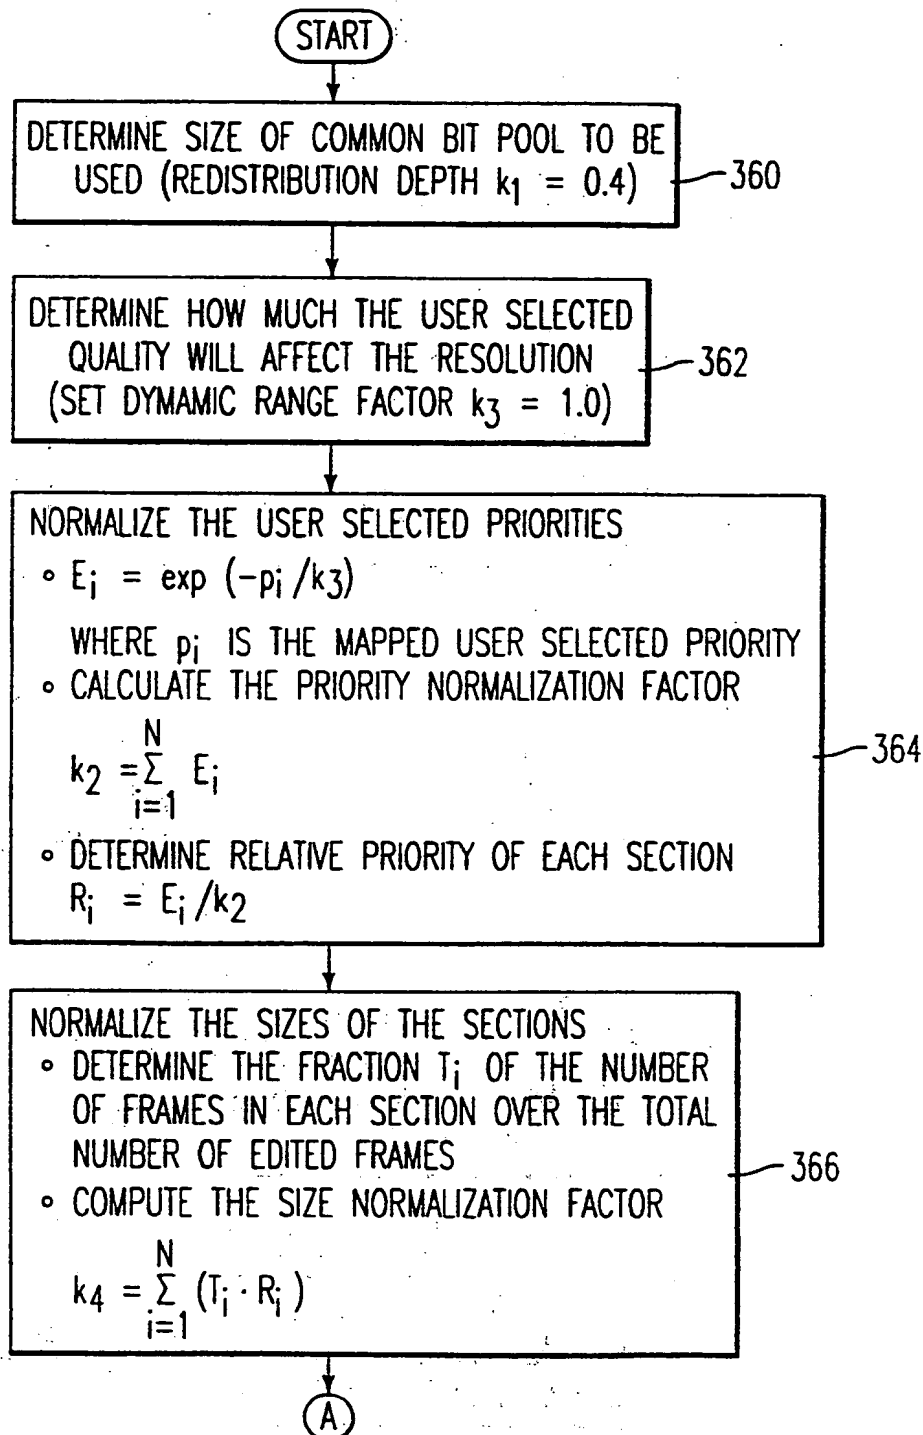 START
DETERMINE SIZE OF COMMON BIT POOL TO BE
USED (REDISTRIBUTION DEPTH k1 = 0.4)
360
DETERMINE HOW MUCH THE USER SELECTED
QUALITY WILL AFFECT THE RESOLUTION
(SET DYMAMIC RANGE FACTOR k3 = 1.0)
362
NORMALIZE THE USER SELECTED PRIORITIES
° Ei = exp (-pi /k3)
WHERE pi IS THE MAPPED USER SELECTED PRIORITY
° CALCULATE THE PRIORITY NORMALIZATION FACTOR
N
k2 = Σ Ei
i=1
364
° DETERMINE RELATIVE PRIORITY OF EACH SECTION
Ri = Ei /k2
NORMALIZE THE SIZES OF THE SECTIONS
° DETERMINE THE FRACTION Ti OF THE NUMBER
OF FRAMES IN EACH SECTION OVER THE TOTAL
NUMBER OF EDITED FRAMES
366
° COMPUTE THE SIZE NORMALIZATION FACTOR
N
k4 = Σ (Ti · Ri )
i=1
A